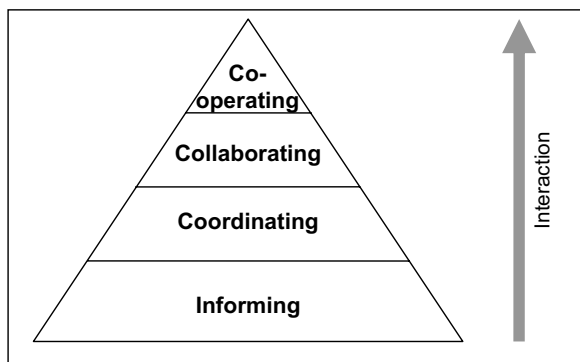 Co-
operating
Collaborating
Coordinating
Informing
Interaction